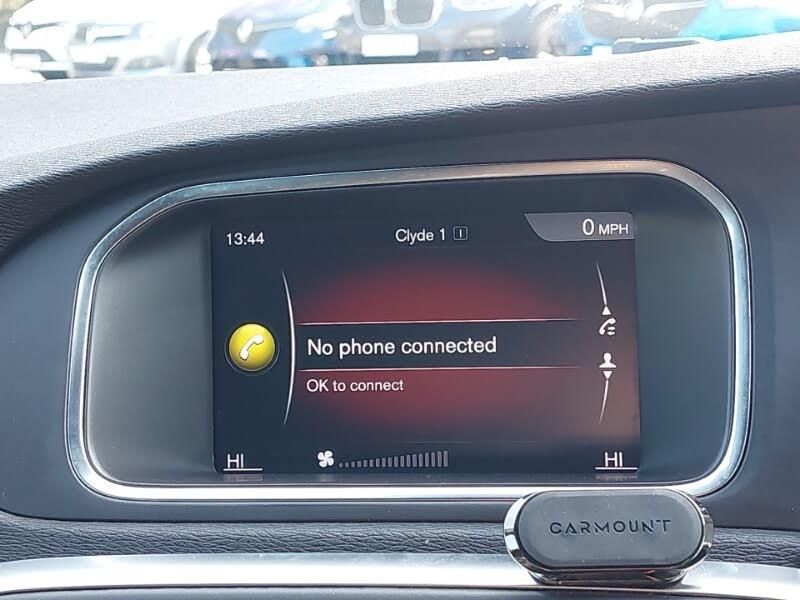 13:44
Clyde 1 I
0 MPH
No phone connected
OK to connect
HI
HI
CARMOUNT